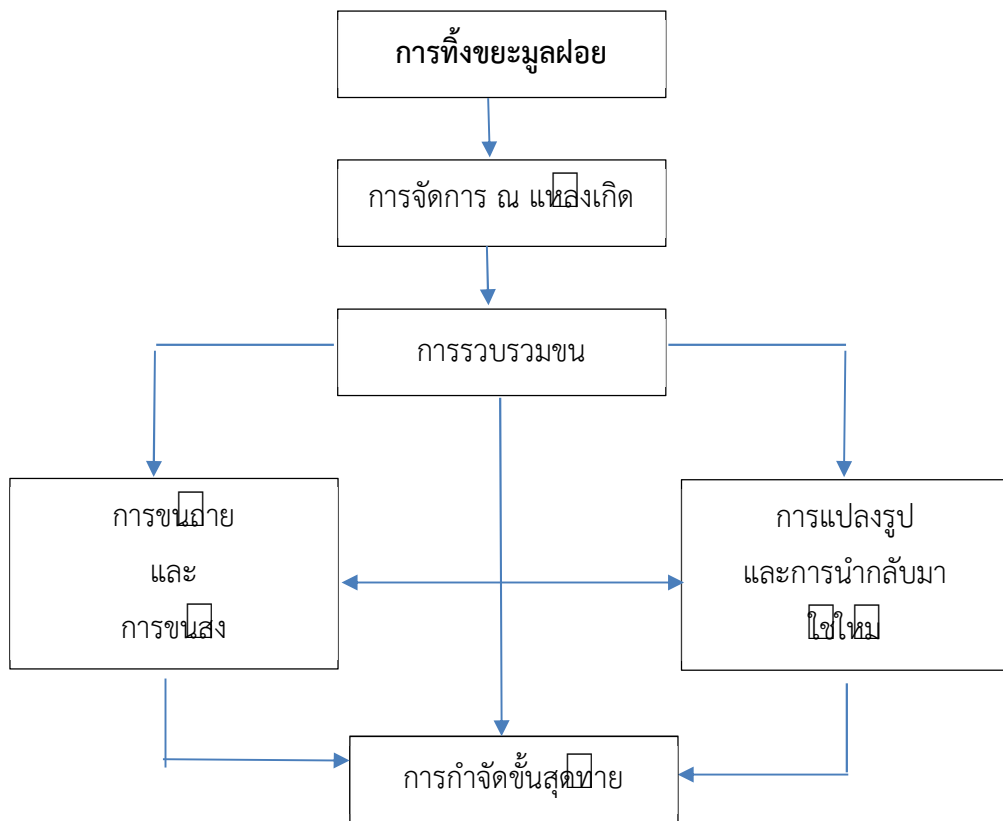 การทิ้งขยะมูลฝอย
การจัดการ ณ แหลงเกิด
การรวบรวมขน
การขนถาย
และ
การขนสง
การแปลงรูป
และการนำกลับมา
ใชใหม
การกำจัดขั้นสุดทาย